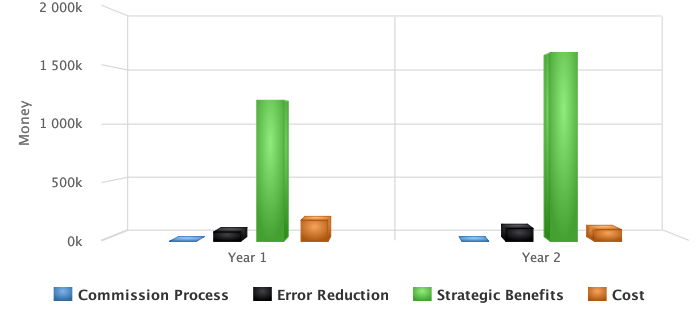 2 000k
1 500k
1 000k
500k
0k
Money
Year 1 Year 2
Commission Process Error Reduction Strategic Benefits Cost